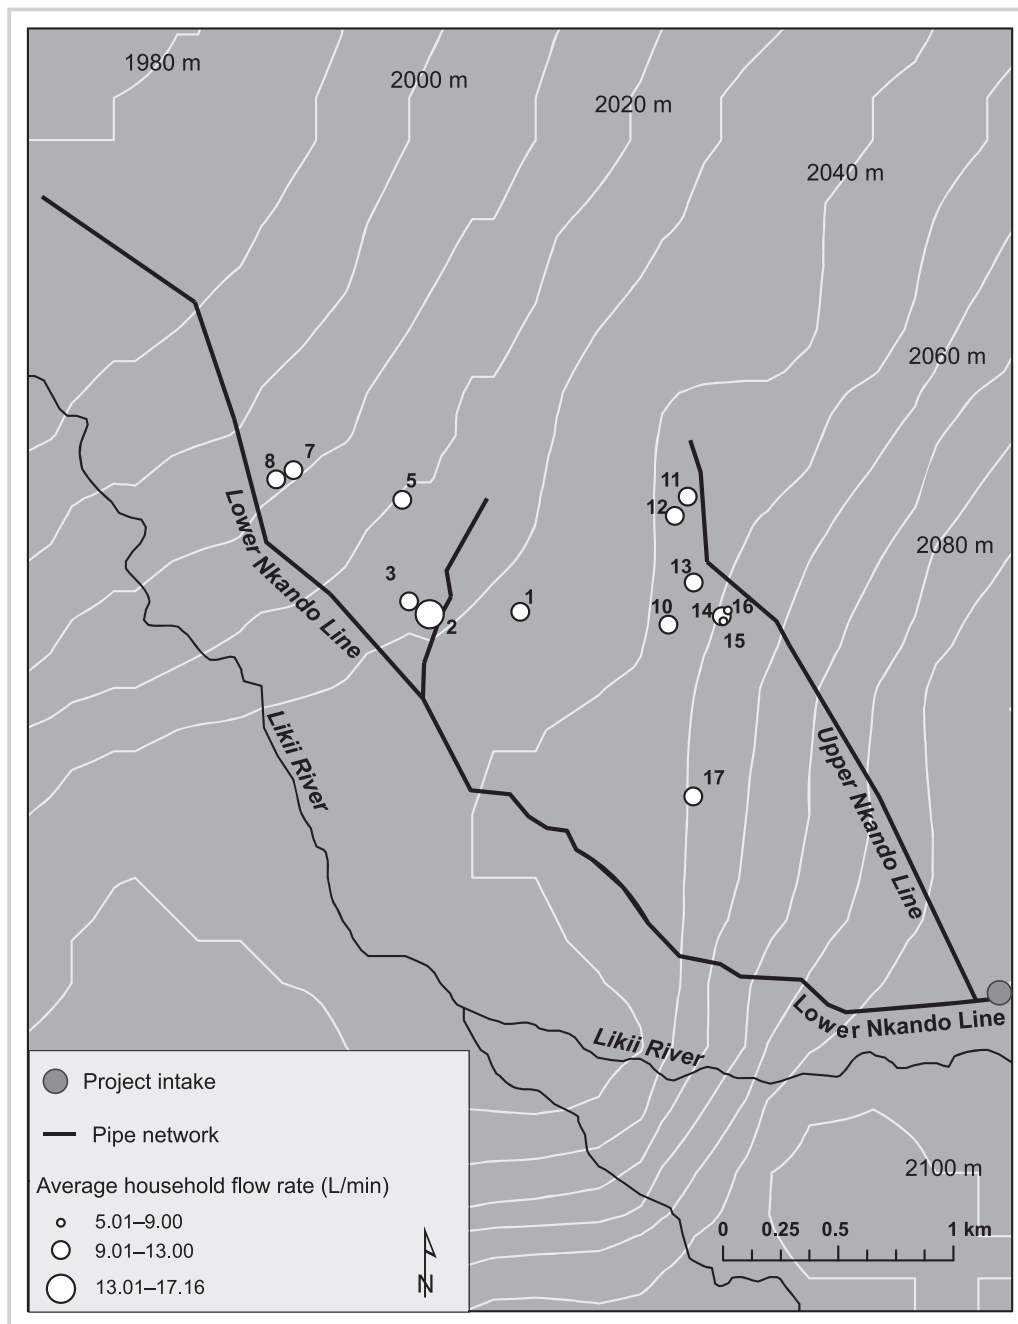 1980 m
2000 m
2020 m
2040 m
2060 m
2080 m
8
7
5
3
2
1
11
12
13
10
14
16
15
17
Lower Nkando Line
Likii River
Upper Nkando Line
Lower Nkando Line
Likii River
2100 m
0 0.25 0.5 1 km
Project intake
Pipe network
Average household flow rate (L/min)
5.01–9.00
9.01–13.00
13.01–17.16
N